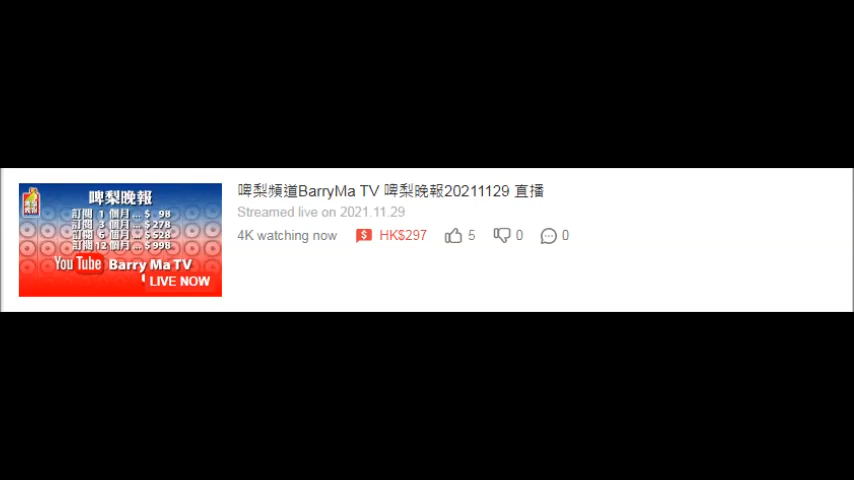 啤梨晚報
訂閱 1 個月...$ 98
訂閱 3 個月...$278
訂閱 6 個月...$528
訂閱12個月...$998
YouTube Barry Ma TV
LIVE NOW
啤梨頻道BarryMa TV 啤梨晚報20211129 直播
Streamed live on 2021.11.29
4K watching now $ HK$297 5 0 0